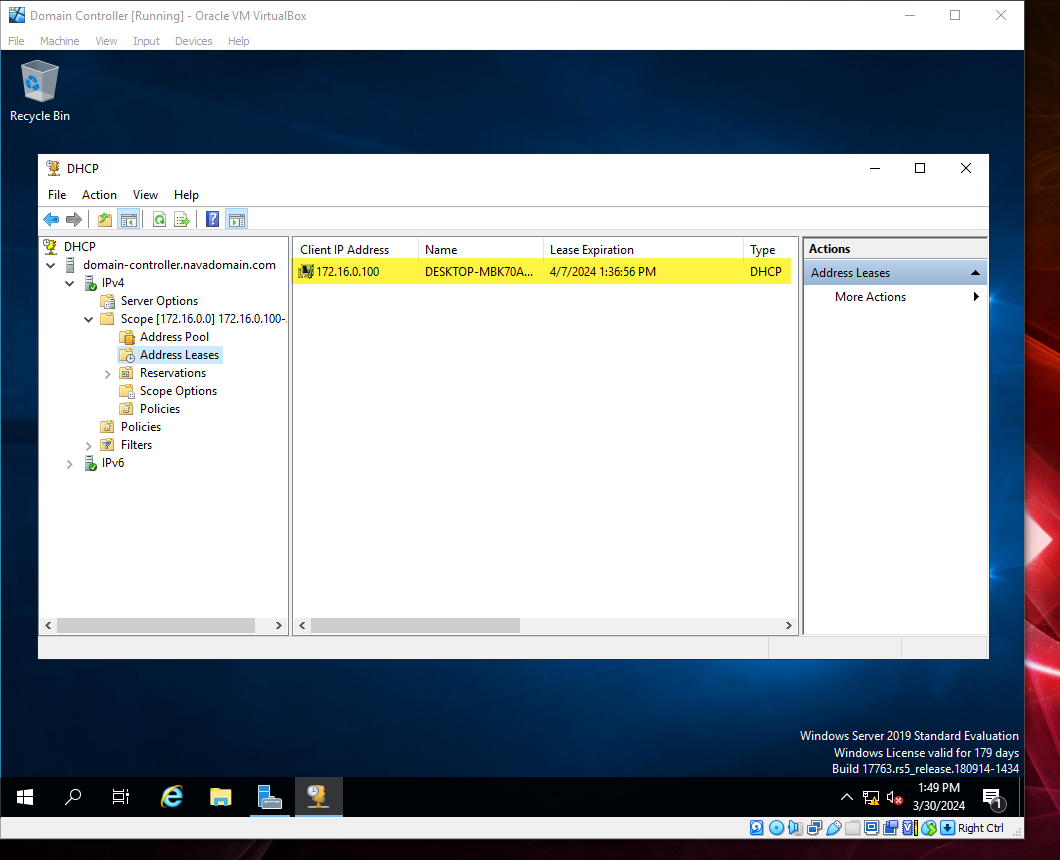 Domain Controller [Running] - Oracle VM VirtualBox
File Machine View Input Devices Help
Recycle Bin
DHCP
File Action View Help
DHCP
domain-controller.navadomain.com
IPv4
Server Options
Scope [172.16.0.0] 172.16.0.100-
Address Pool
Address Leases
Reservations
Scope Options
Policies
Policies
Filters
IPv6
Client IP Address Name Lease Expiration Type
172.16.0.100 DESKTOP-MBK70A... 4/7/2024 1:36:56 PM DHCP
Actions
Address Leases
More Actions
Windows Server 2019 Standard Evaluation
Windows License valid for 179 days
Build 17763.rs5_release.180914-1434
1:49 PM
3/30/2024
1
Right Ctrl